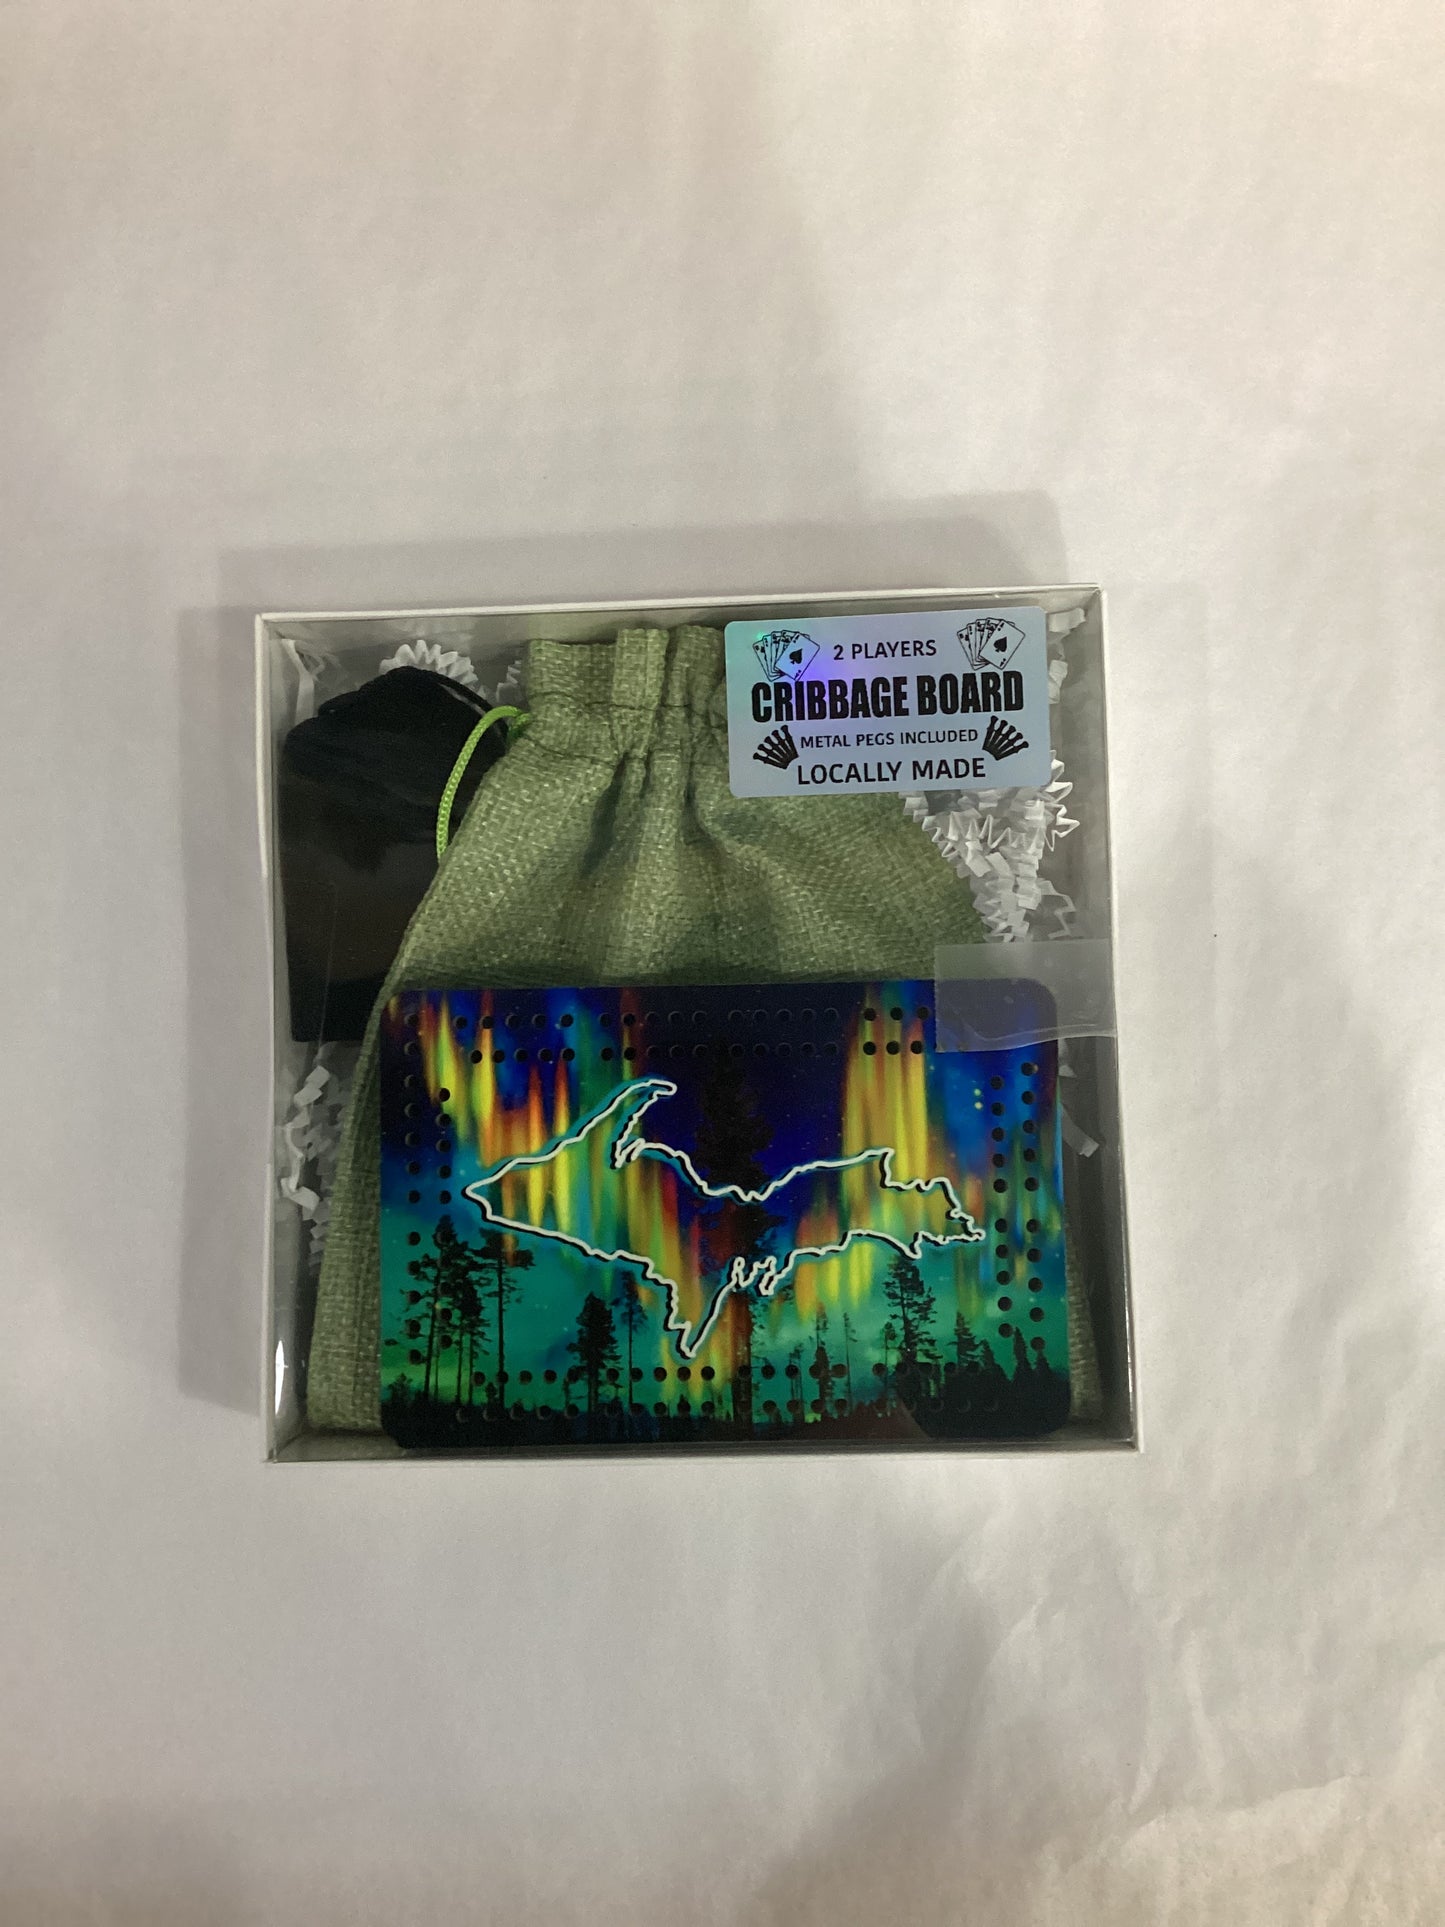 2 PLAYERS
CRIBBAGE BOARD
METAL PEGS INCLUDED
LOCALLY MADE